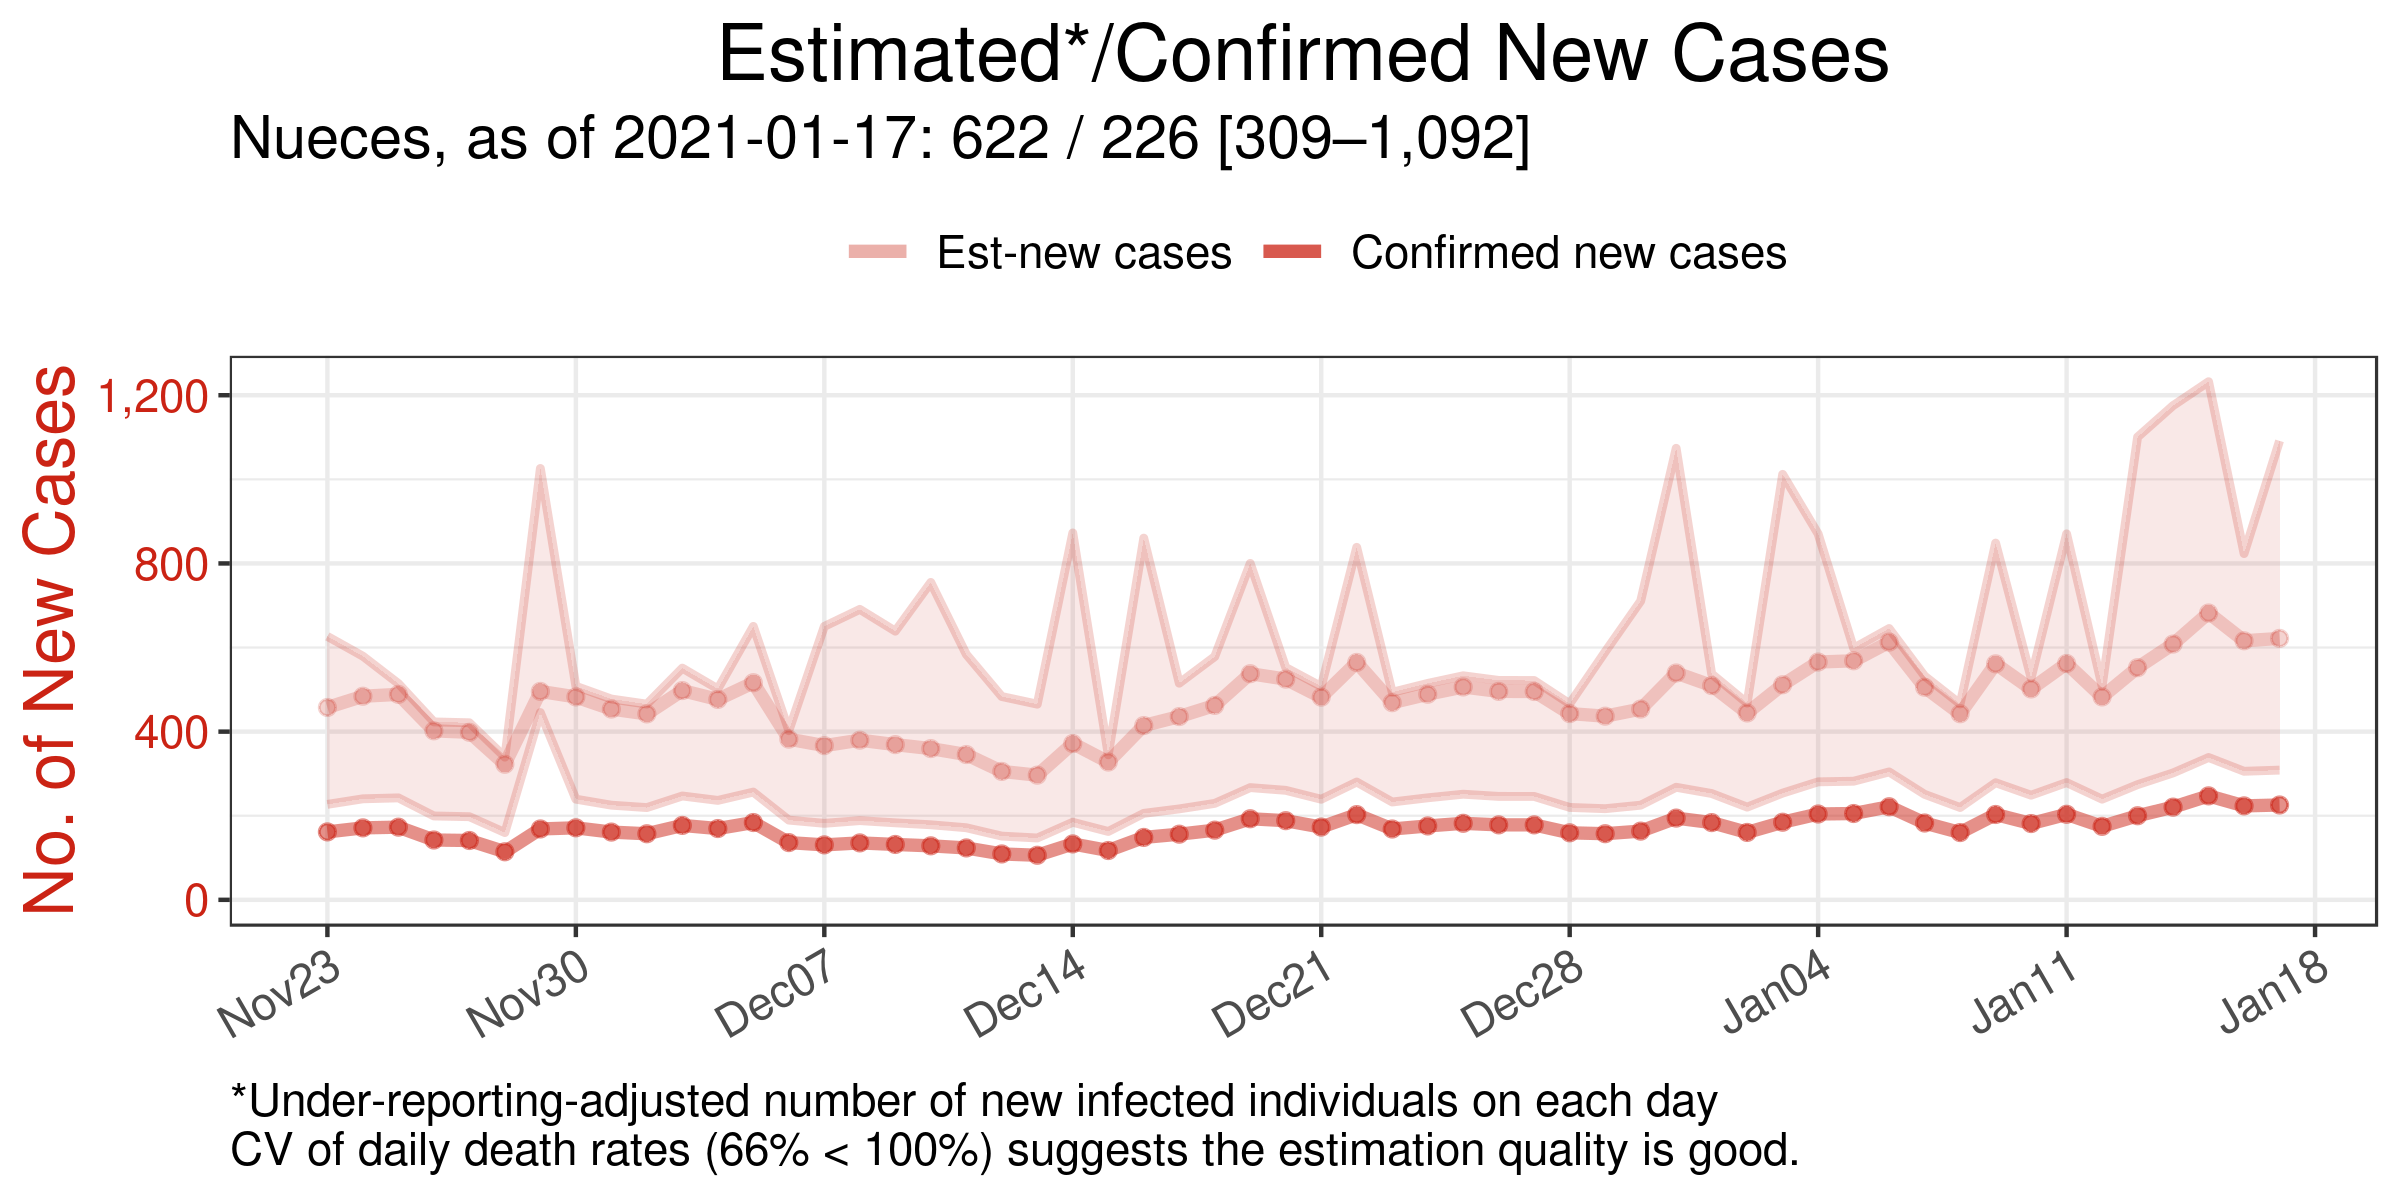 Estimated*/Confirmed New Cases
Nueces, as of 2021-01-17: 622 / 226 [309–1,092]
Est-new cases
Confirmed new cases
No. of New Cases
1,200
800
400
0
Nov23
Nov30
Dec07
Dec14
Dec21
Dec28
Jan04
Jan11
Jan18
*Under-reporting-adjusted number of new infected individuals on each day
CV of daily death rates (66% < 100%) suggests the estimation quality is good.